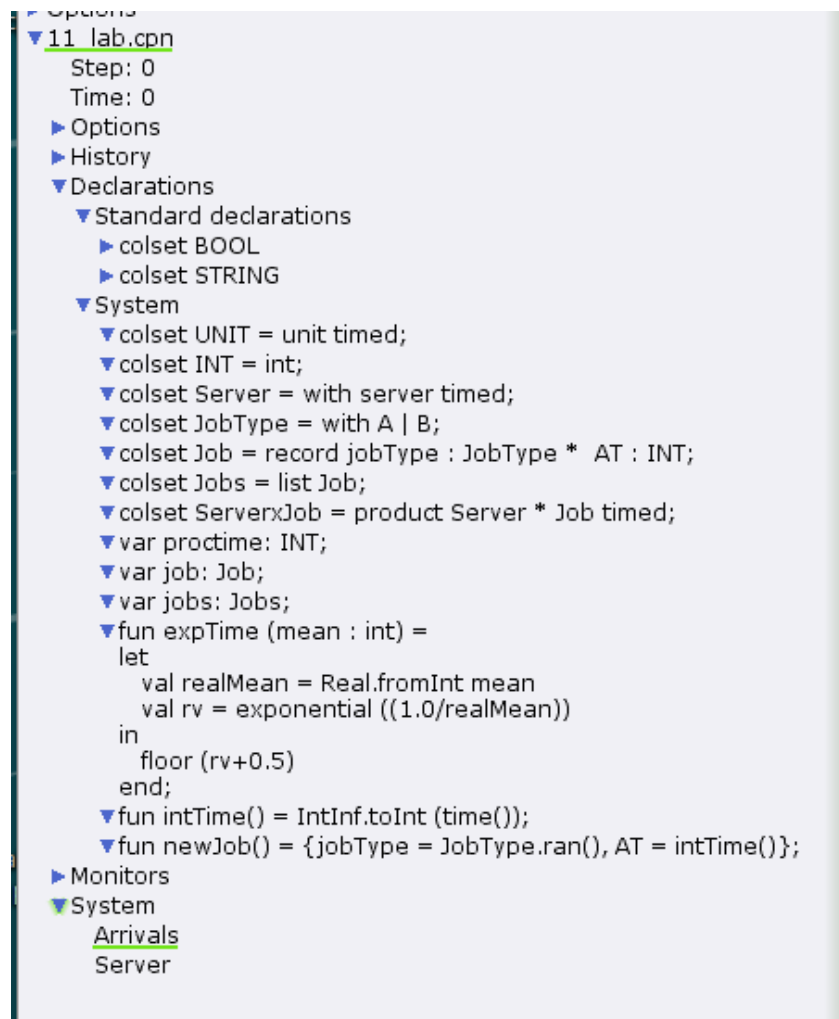 Options
11_lab.cpn
Step: 0
Time: 0
Options
History
Declarations
Standard declarations
colset BOOL
colset STRING
System
colset UNIT = unit timed;
colset INT = int;
colset Server = with server timed;
colset JobType = with A | B;
colset Job = record jobType : JobType *  AT : INT;
colset Jobs = list Job;
colset ServerxJob = product Server * Job timed;
var proctime: INT;
var job: Job;
var jobs: Jobs;
fun expTime (mean : int) =
let
val realMean = Real.fromInt mean
val rv = exponential ((1.0/realMean))
in
floor (rv+0.5)
end;
fun intTime() = IntInf.toInt (time());
fun newJob() = {jobType = JobType.ran(), AT = intTime()};
Monitors
System
Arrivals
Server